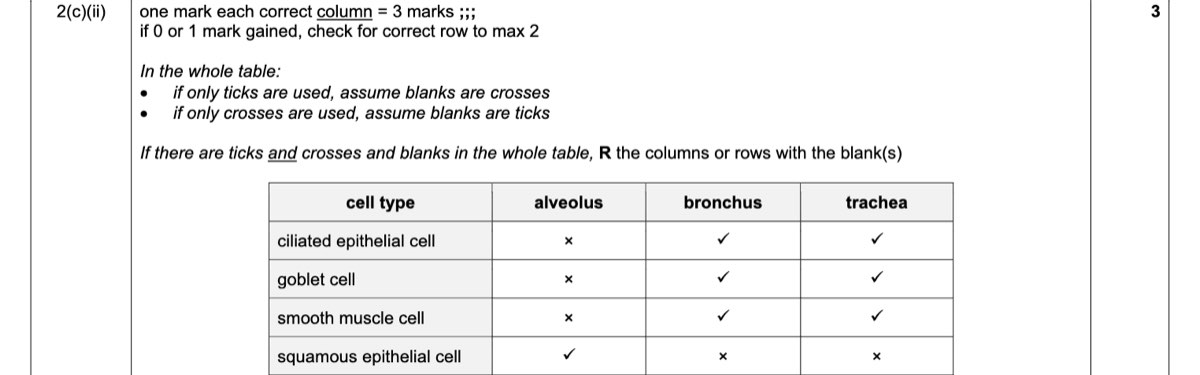 2(c)(ii) one mark each correct column = 3 marks ;;; 3
if 0 or 1 mark gained, check for correct row to max 2
In the whole table:
• if only ticks are used, assume blanks are crosses
• if only crosses are used, assume blanks are ticks
If there are ticks and crosses and blanks in the whole table, R the columns or rows with the blank(s)
cell type alveolus bronchus trachea
ciliated epithelial cell × ✓ ✓
goblet cell × ✓ ✓
smooth muscle cell × ✓ ✓
squamous epithelial cell ✓ × ×